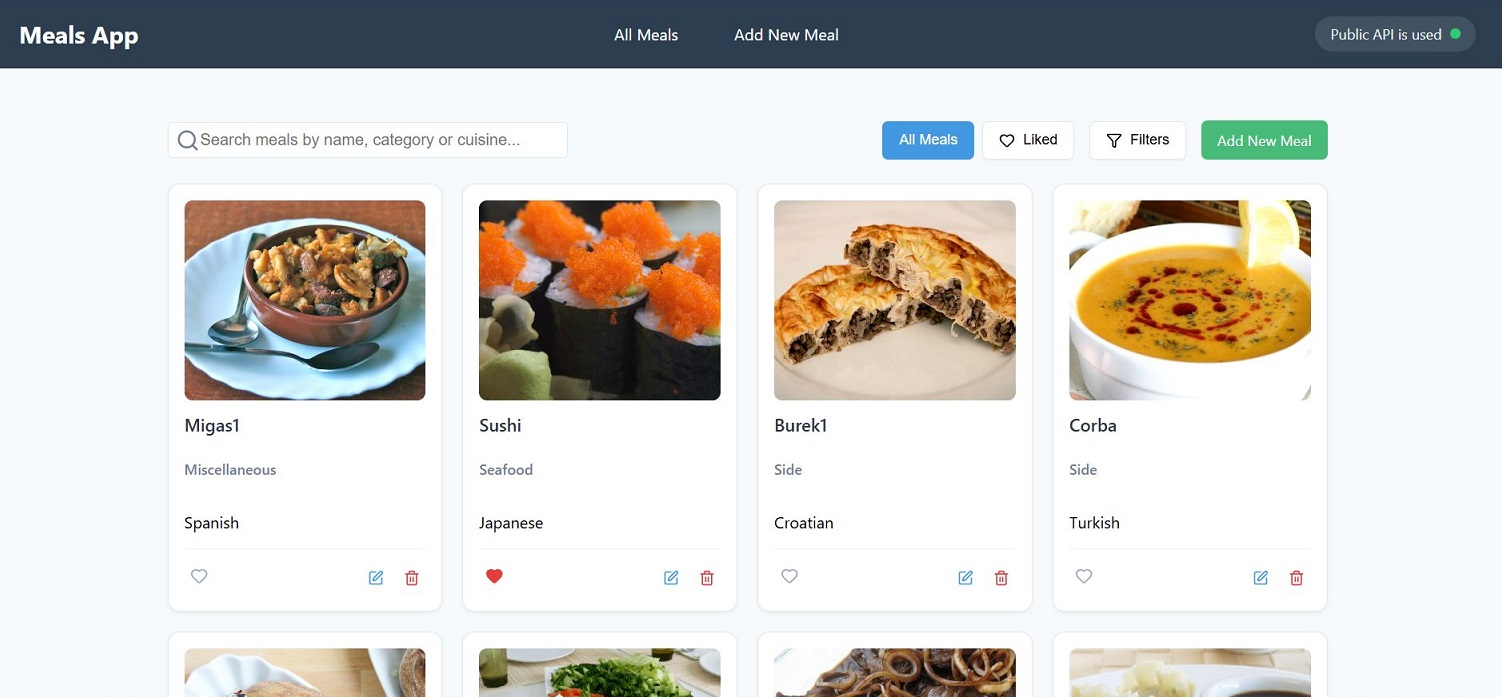 Meals App
All Meals
Add New Meal
Public API is used
Search meals by name, category or cuisine...
All Meals
Liked
Filters
Add New Meal
Migas1
Miscellaneous
Spanish
Sushi
Seafood
Japanese
Burek1
Side
Croatian
Corba
Side
Turkish